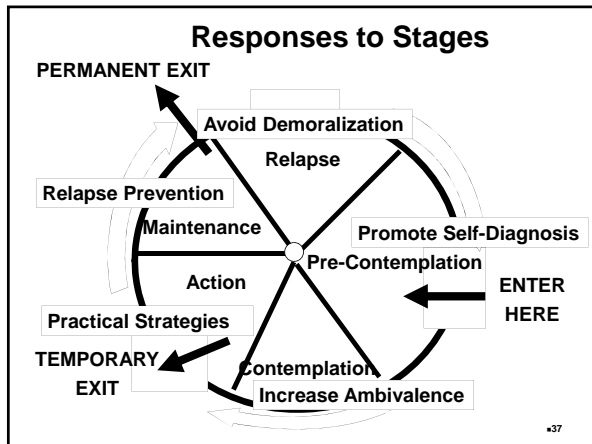 Responses to Stages
PERMANENT EXIT
Avoid Demoralization
Relapse
Relapse Prevention
Maintenance
Promote Self-Diagnosis
Pre-Contemplation
Action
ENTER
HERE
Practical Strategies
TEMPORARY
EXIT
Contemplation
Increase Ambivalence
▪37